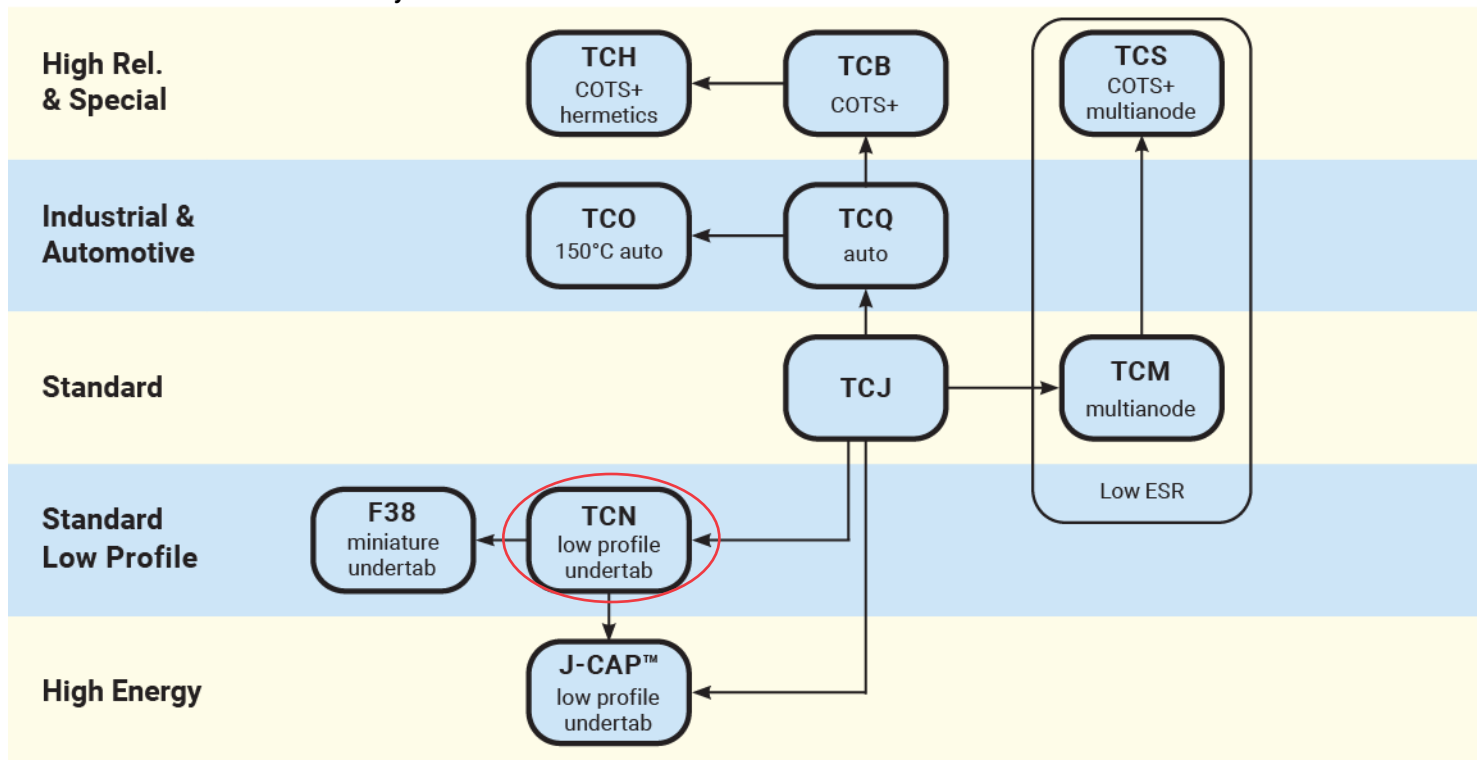 High Rel.
& Special
TCH
COTS+
hermetics
TCB
COTS+
TCS
COTS+
multianode
Industrial &
Automotive
TCO
150°C auto
TCQ
auto
Standard
TCJ
TCM
multianode
Low ESR
Standard
Low Profile
F38
miniature
undertab
TCN
low profile
undertab
High Energy
J-CAP™
low profile
undertab